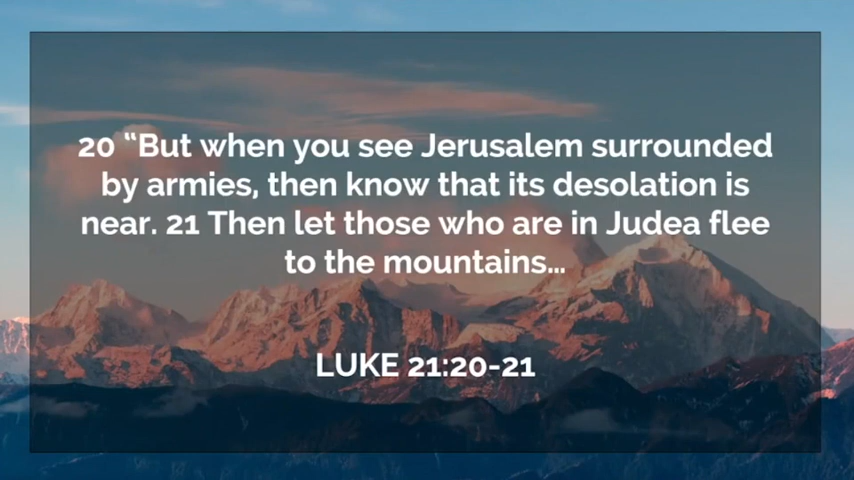 20 “But when you see Jerusalem surrounded
by armies, then know that its desolation is
near. 21 Then let those who are in Judea flee
to the mountains...
LUKE 21:20-21